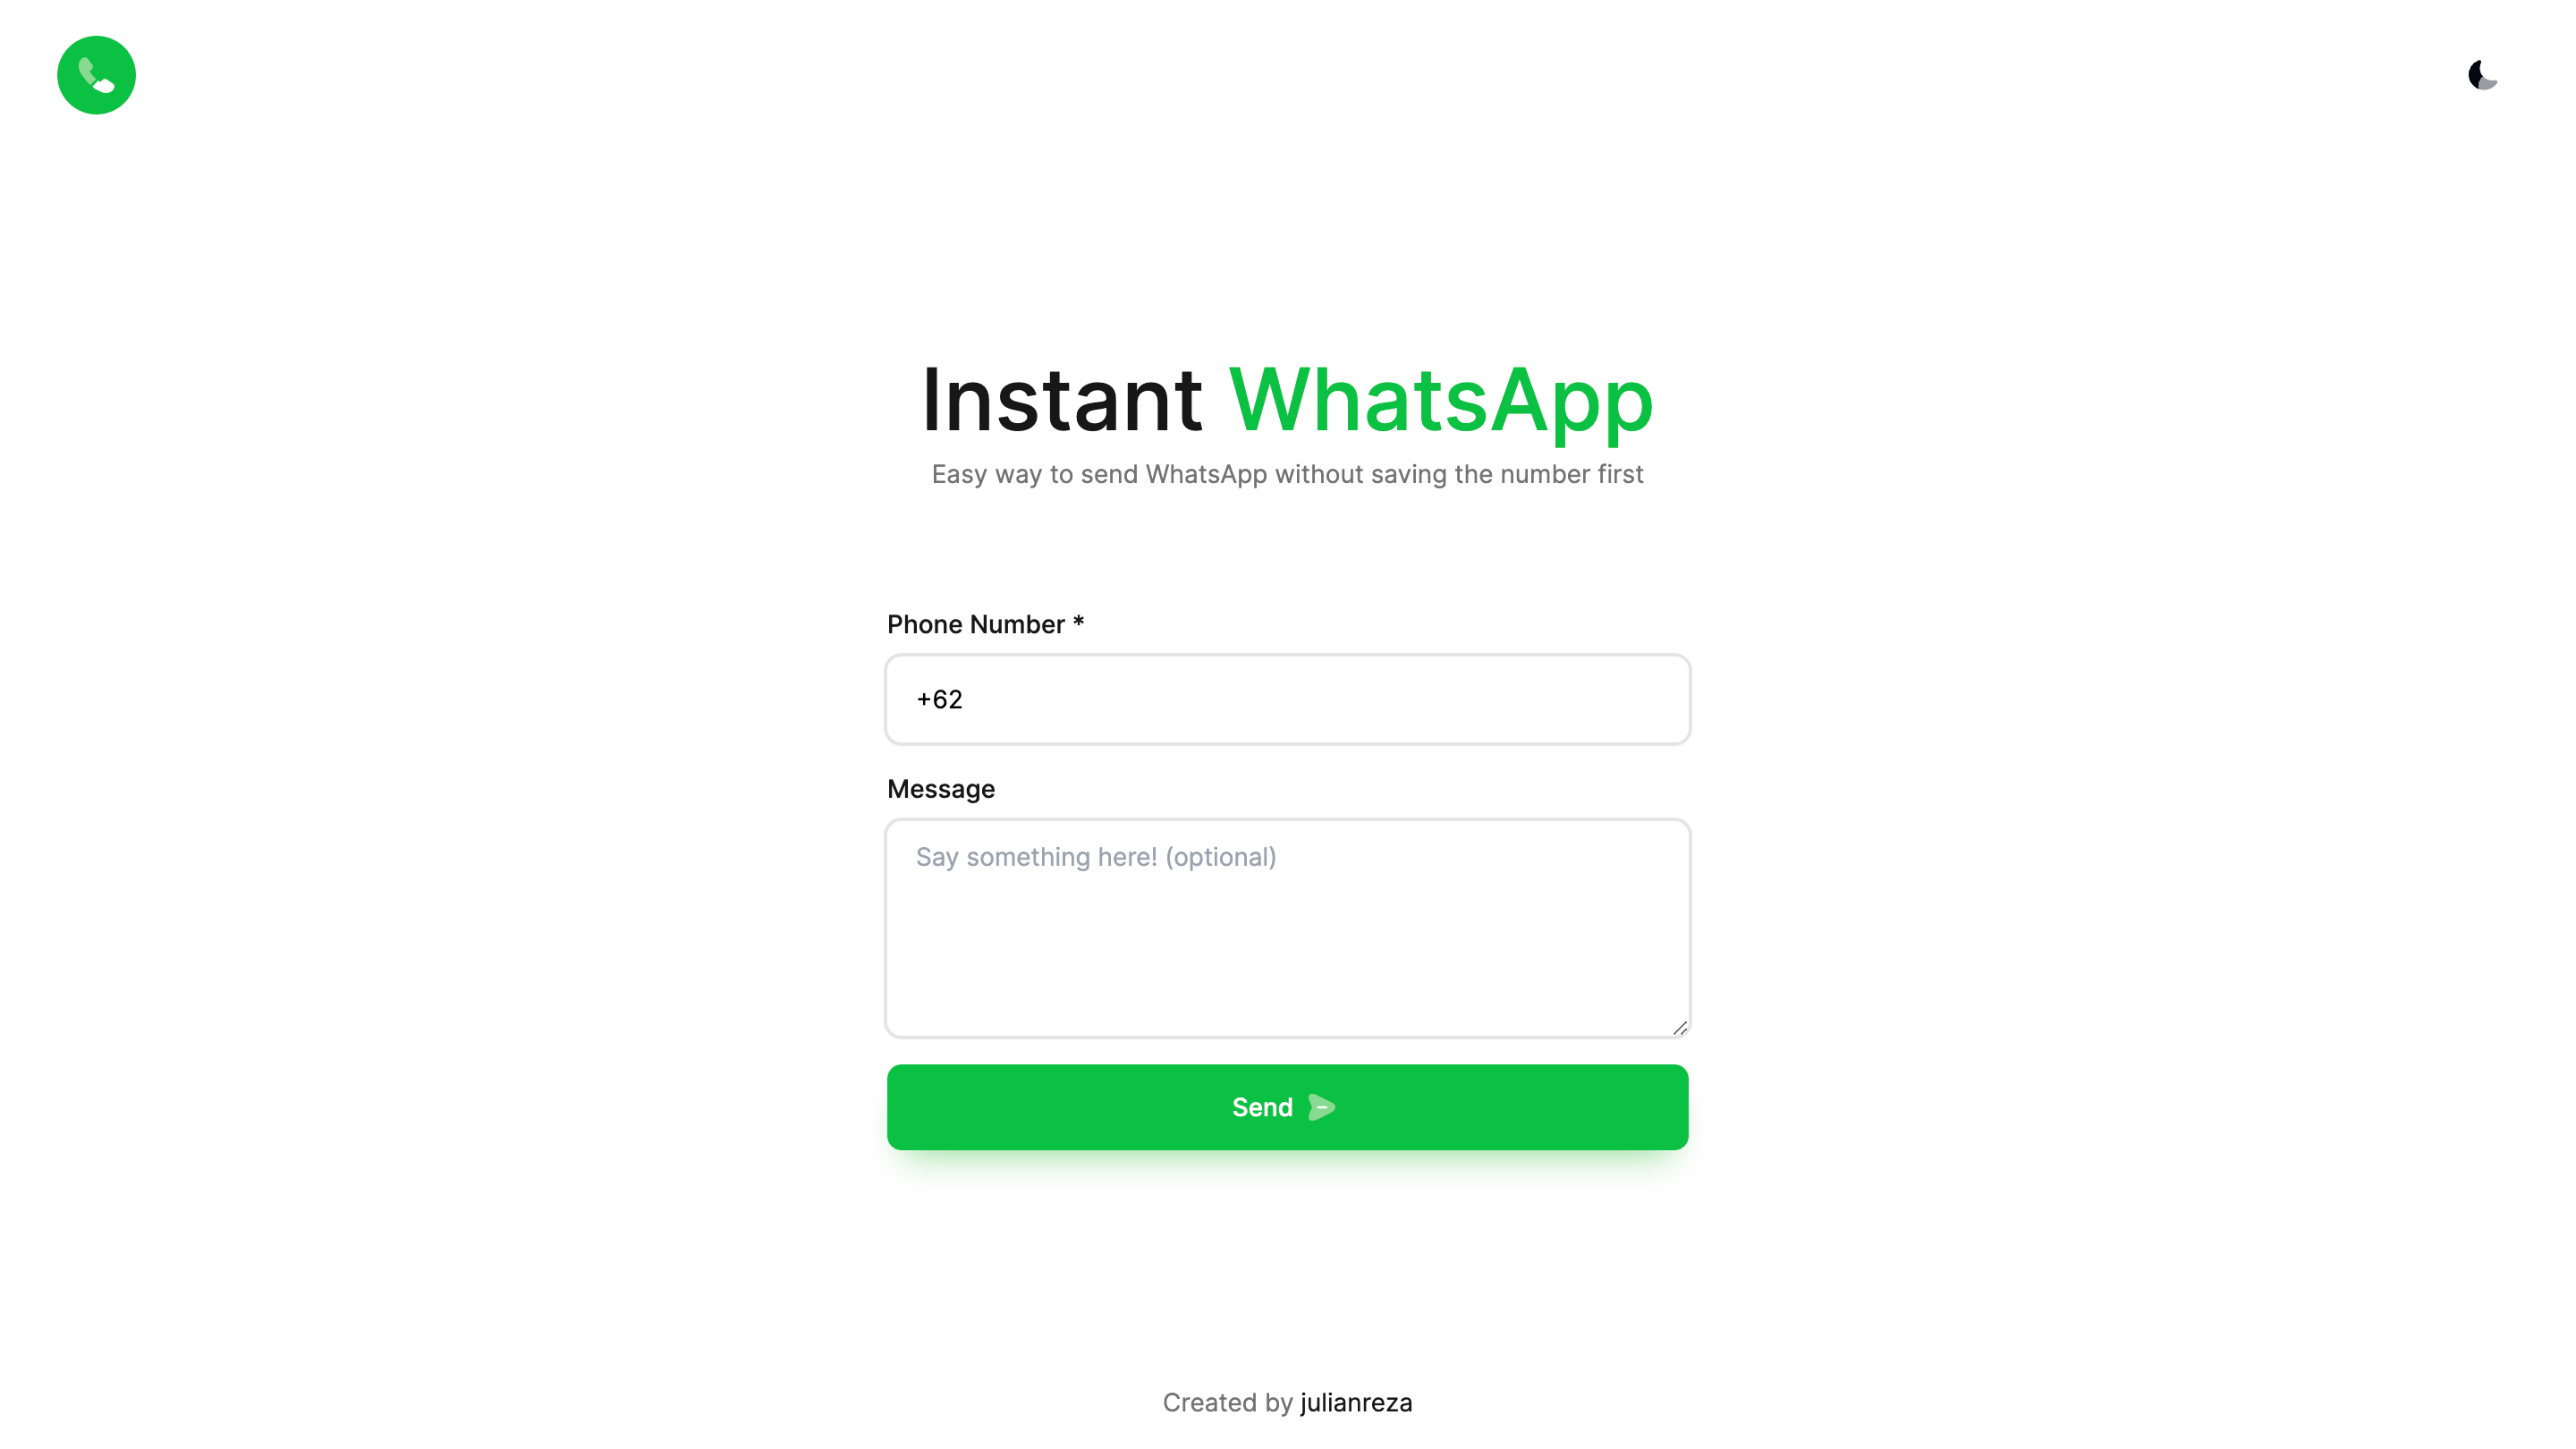 Instant WhatsApp
Easy way to send WhatsApp without saving the number first
Phone Number *
+62
Message
Say something here! (optional)
Send
Created by julianreza